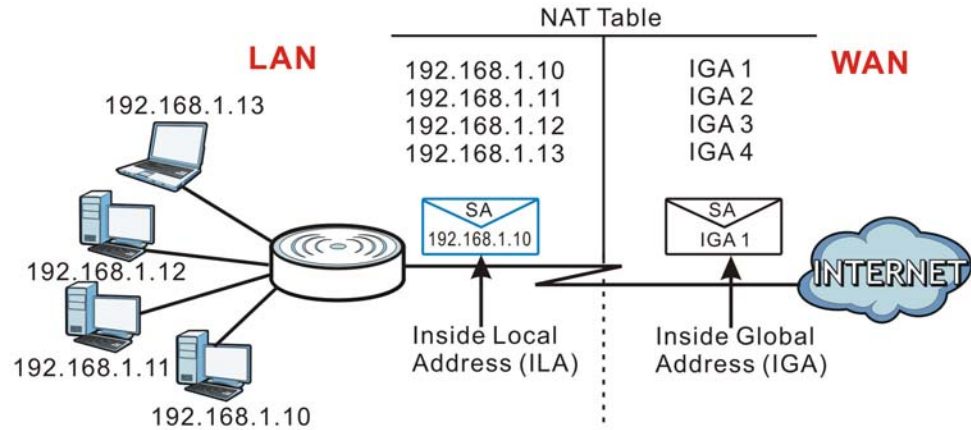 NAT Table
LAN
WAN
192.168.1.10 IGA 1
192.168.1.11 IGA 2
192.168.1.12 IGA 3
192.168.1.13 IGA 4
192.168.1.13
192.168.1.12
192.168.1.11
192.168.1.10
SA
192.168.1.10
SA
IGA 1
INTERNET
Inside Local
Address (ILA)
Inside Global
Address (IGA)